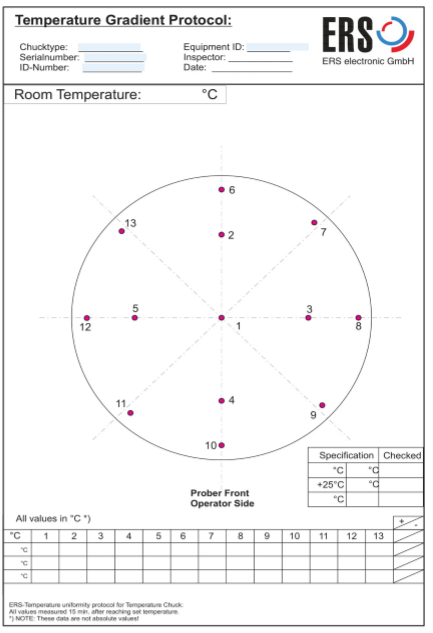 Temperature Gradient Protocol:
ERS
ERS electronic GmbH
Chucktype:
Equipment ID:
Serialnumber:
Inspector:
ID-Number:
Date:
Room Temperature: °C
6
13
7
2
5
3
12
1
8
11
4
9
10
Prober Front
Operator Side
Specification Checked
°C °C
+25°C °C
°C
All values in °C *)
+ -
°C 1 2 3 4 5 6 7 8 9 10 11 12 13
°C
°C
°C
ERS-Temperature uniformity protocol for Temperature Chuck:
All values measured 15 min. after reaching set temperature.
*) NOTE: These data are not absolute values!